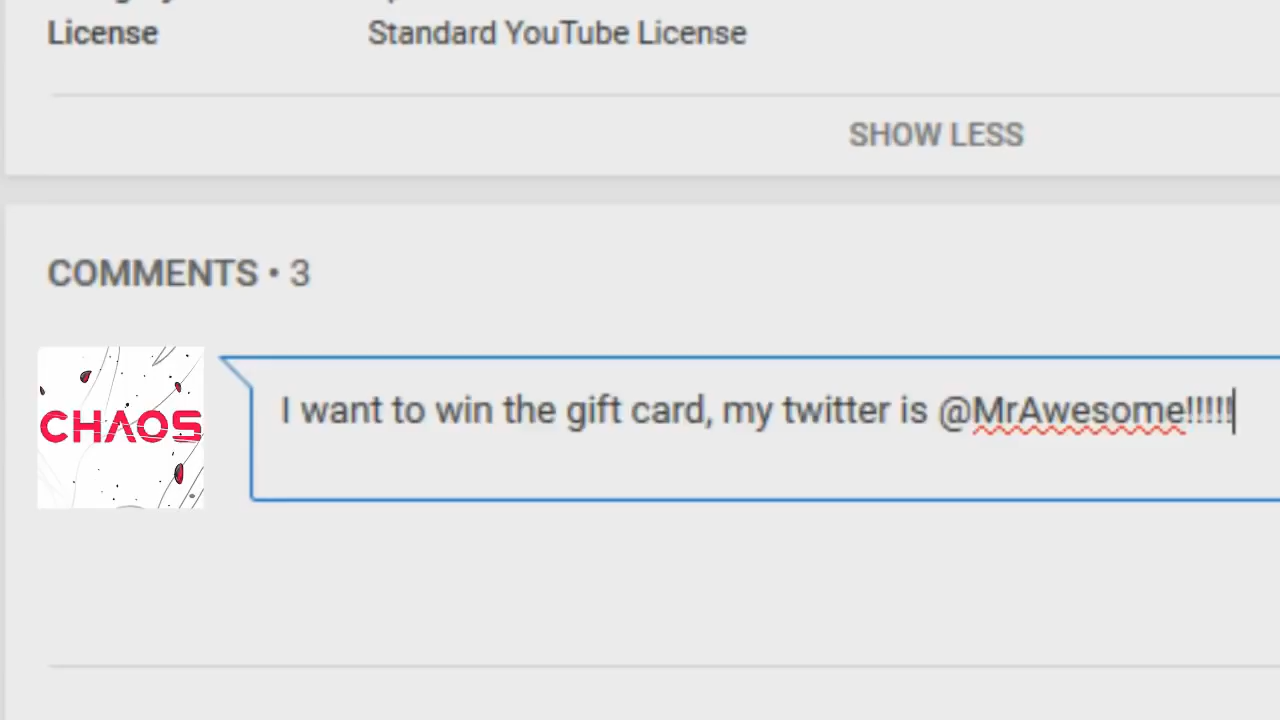 License Standard YouTube License
SHOW LESS
COMMENTS • 3
CHAOS
I want to win the gift card, my twitter is @MrAwesome!!!!!